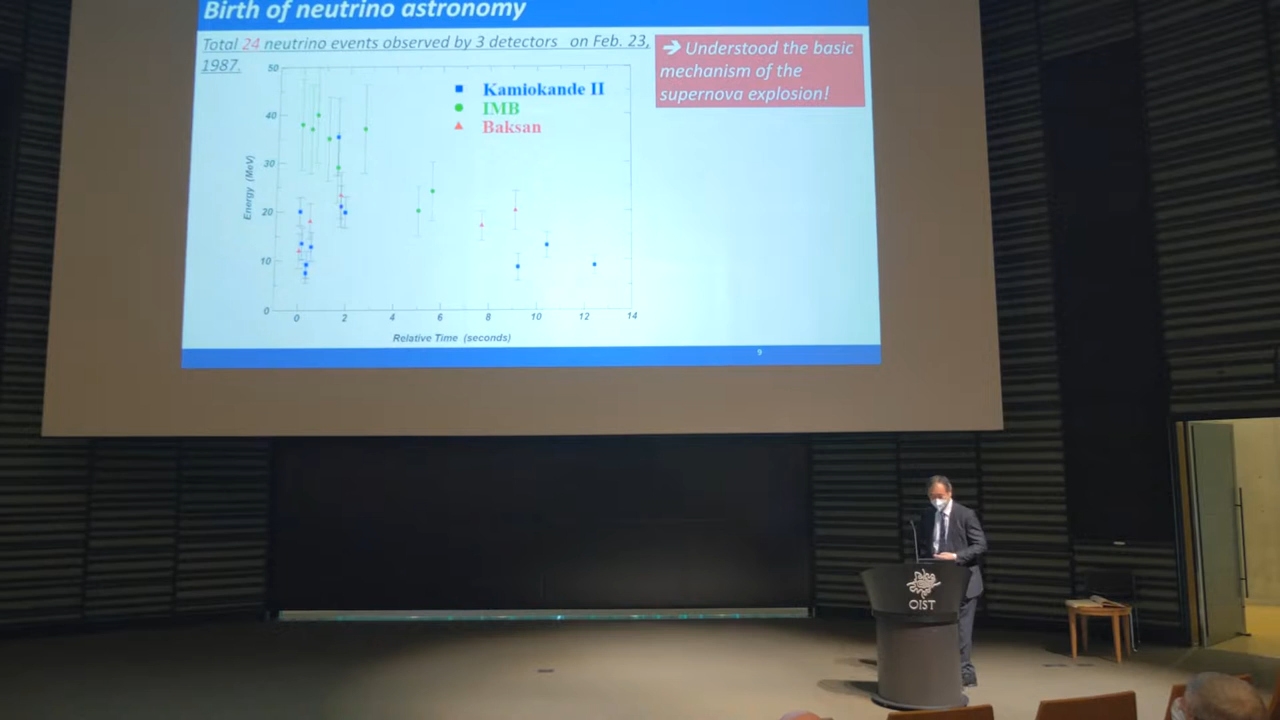 Birth of neutrino astronomy
Total 24 neutrino events observed by 3 detectors on Feb. 23,
1987.
➔ Understood the basic
mechanism of the
supernova explosion!
Kamiokande II
IMB
Baksan
Energy (MeV)
50
40
30
20
10
0
0 2 4 6 8 10 12 14
Relative Time (seconds)
9
OIST